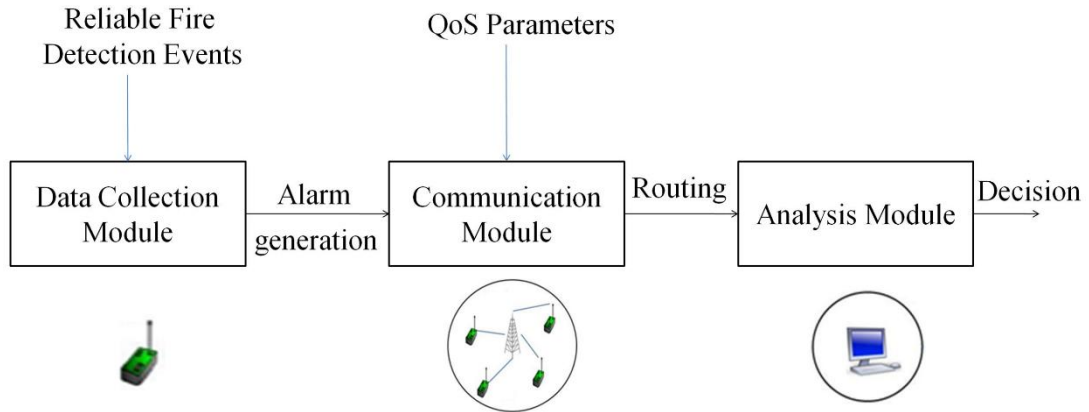 Reliable Fire
Detection Events
QoS Parameters
Data Collection
Module
Alarm
generation
Communication
Module
Routing
Analysis Module
Decision